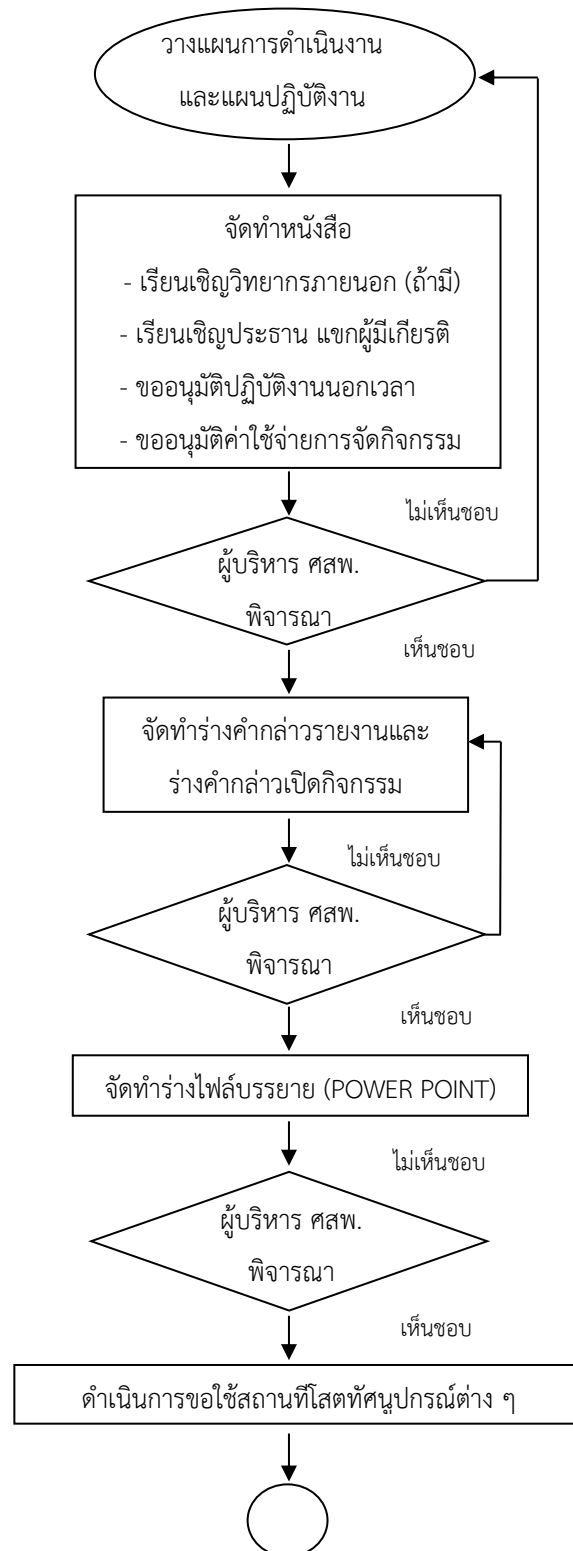 วางแผนการดำเนินงาน
และแผนปฏิบัติงาน
จัดทำหนังสือ
- เรียนเชิญวิทยากรภายนอก (ถ้ามี)
- เรียนเชิญประธาน แขกผู้มีเกียรติ
- ขออนุมัติปฏิบัติงานนอกเวลา
- ขออนุมัติค่าใช้จ่ายการจัดกิจกรรม
ไม่เห็นชอบ
ผู้บริหาร ศสพ.
พิจารณา
เห็นชอบ
จัดทำร่างคำกล่าวรายงานและ
ร่างคำกล่าวเปิดกิจกรรม
ไม่เห็นชอบ
ผู้บริหาร ศสพ.
พิจารณา
เห็นชอบ
จัดทำร่างไฟล์บรรยาย (POWER POINT)
ไม่เห็นชอบ
ผู้บริหาร ศสพ.
พิจารณา
เห็นชอบ
ดำเนินการขอใช้สถานที่โสตทัศนูปกรณ์ต่าง ๆ